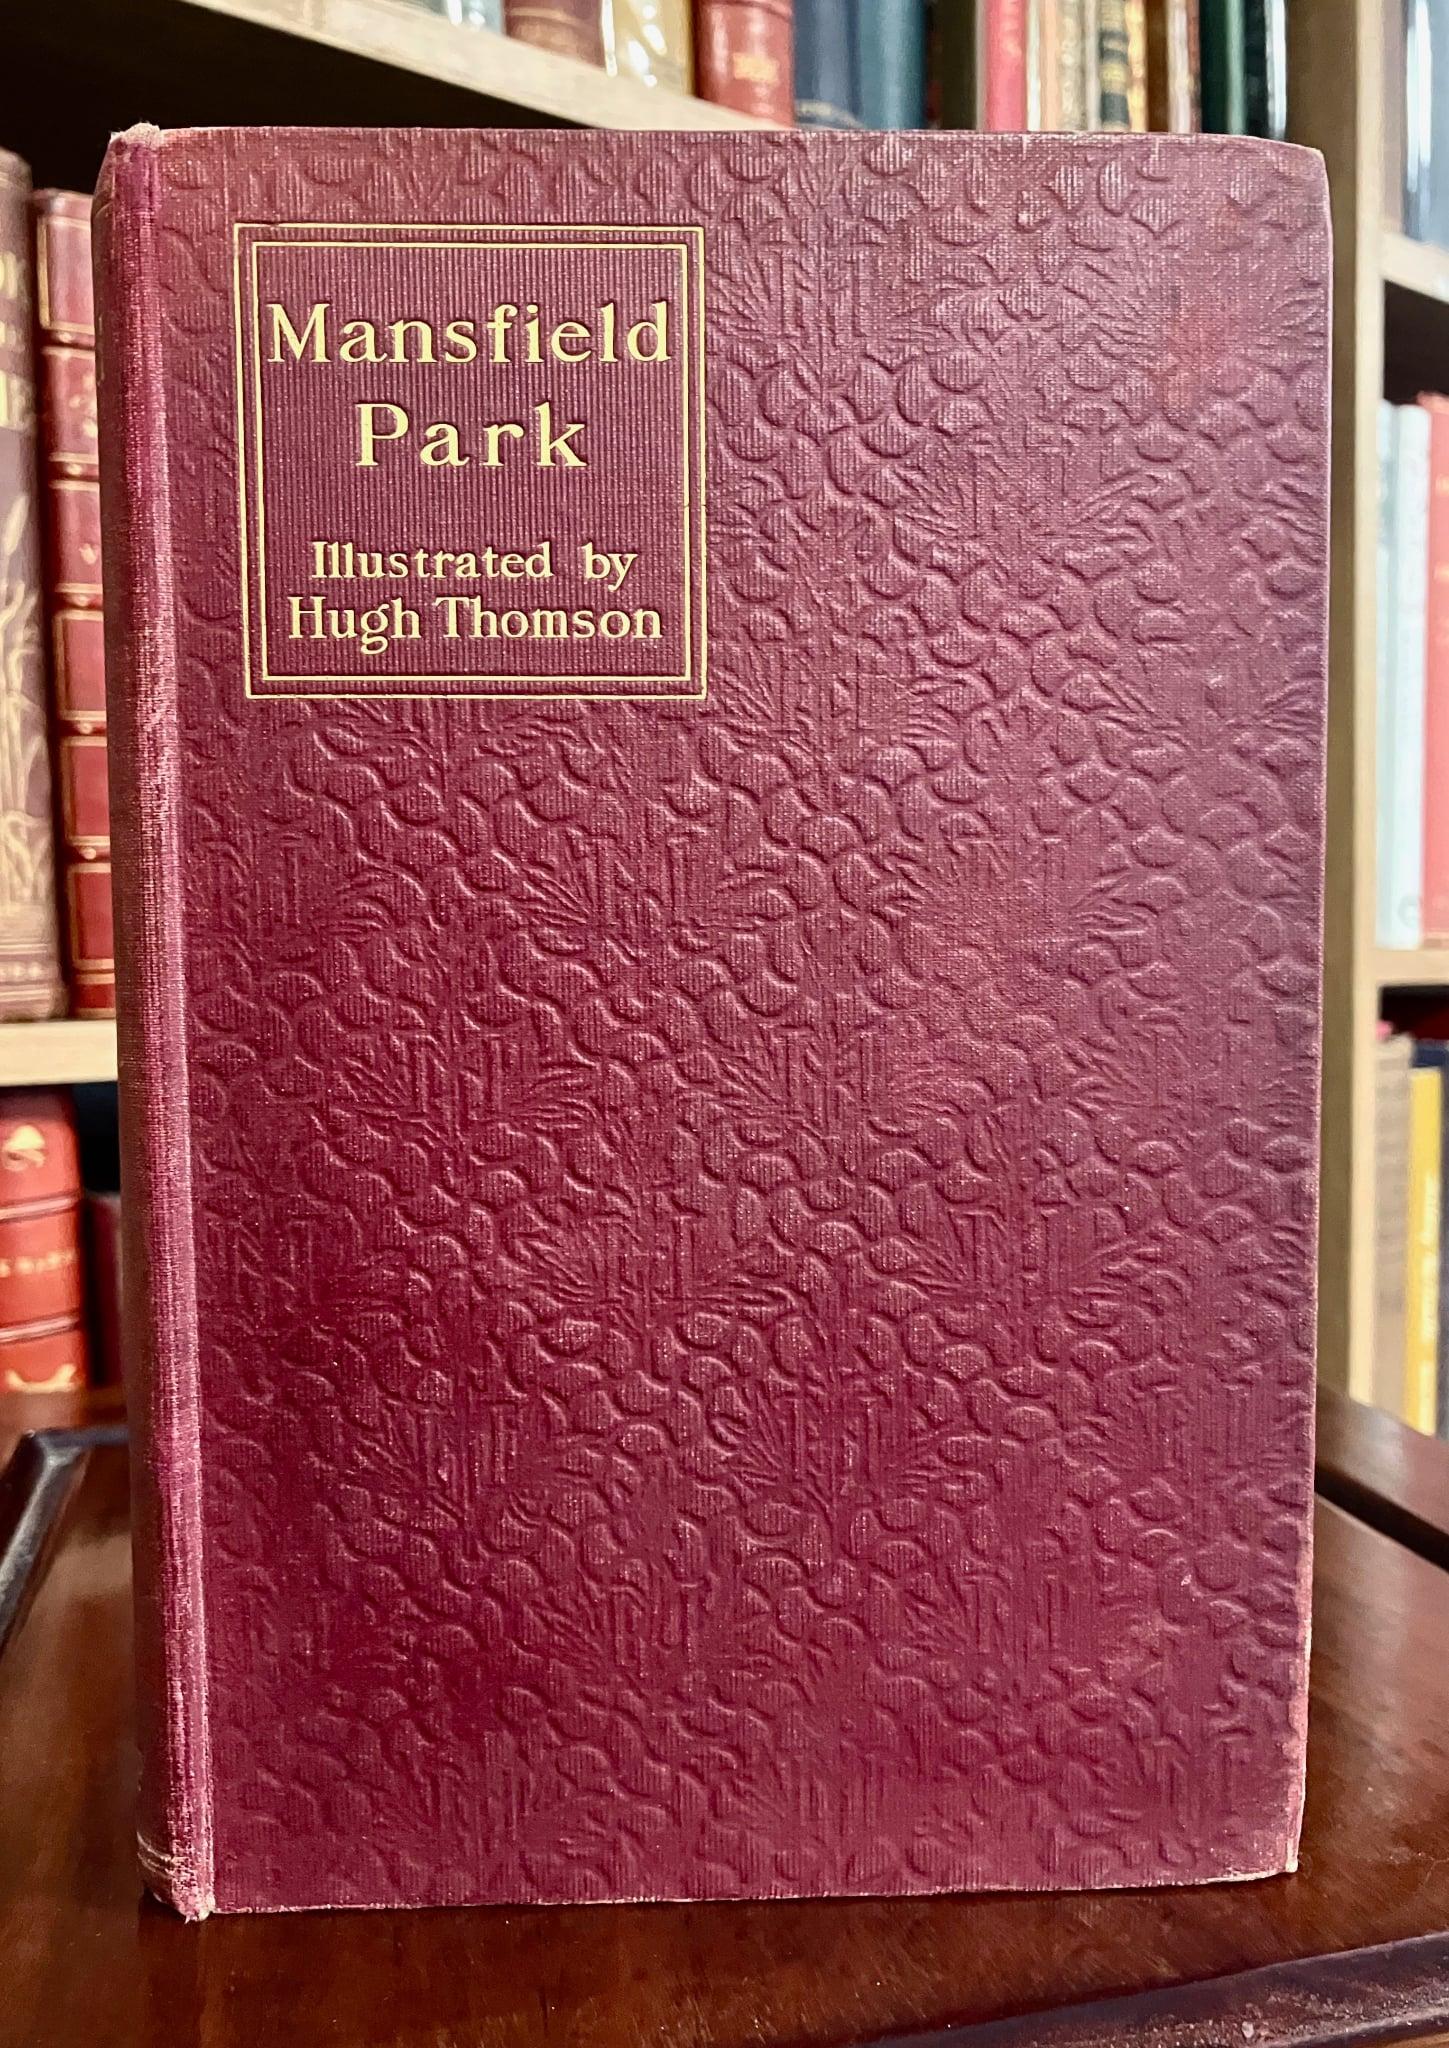 Mansfield
Park
Illustrated by
Hugh Thomson